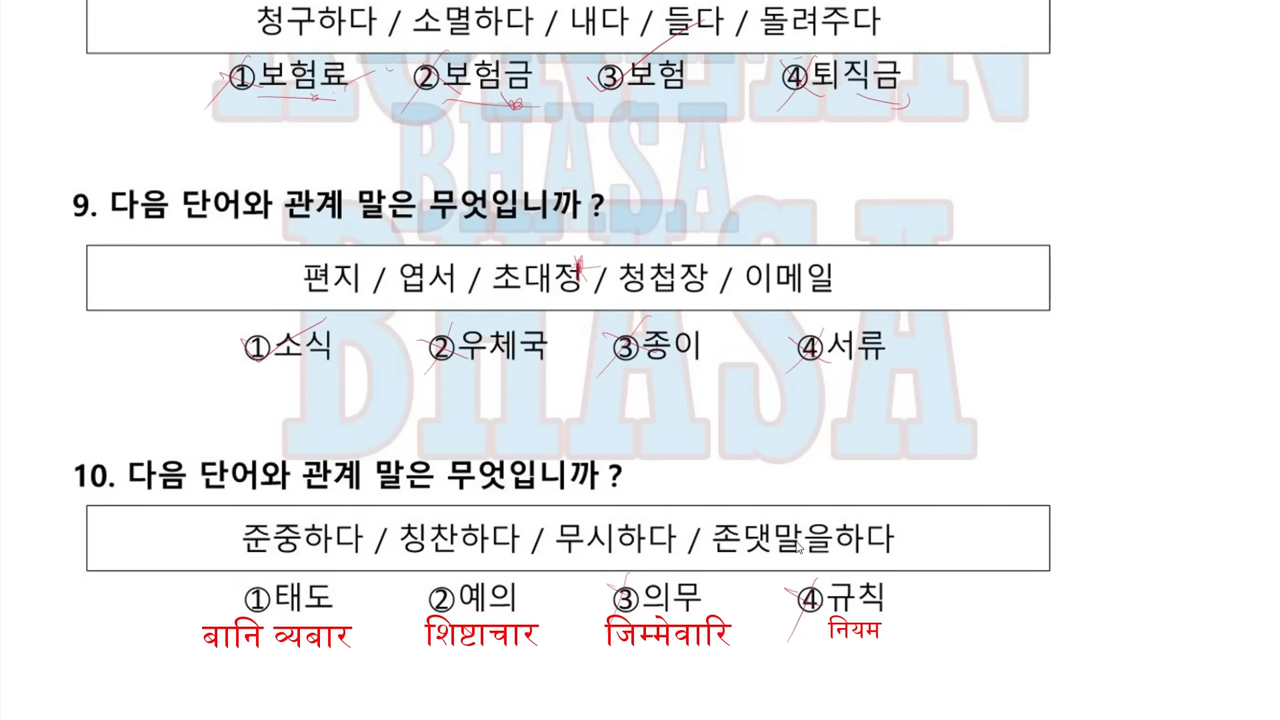 청구하다 / 소멸하다 / 내다 / 들다 / 돌려주다
①보험료 ②보험금 ③보험 ④퇴직금
9. 다음 단어와 관계 말은 무엇입니까 ?
편지 / 엽서 / 초대정 / 청첩장 / 이메일
①소식 ②우체국 ③종이 ④서류
10. 다음 단어와 관계 말은 무엇입니까 ?
준중하다 / 칭찬하다 / 무시하다 / 존댓말을하다
①태도 ②예의 ③의무 ④규칙
बानि व्यबार शिष्टाचार जिम्मेवारि नियम
BHASA
BHASA
BHASA